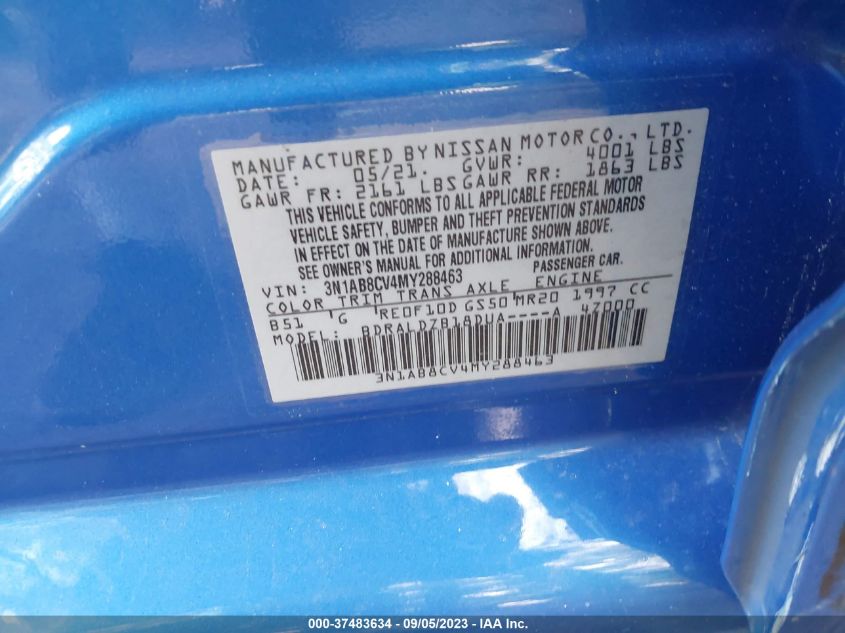 MANUFACTURED BY NISSAN MOTOR CO., LTD.
DATE: 05/21. GVWR: 4001 LBS
GAWR FR: 2161 LBS GAWR RR: 1863 LBS
THIS VEHICLE CONFORMS TO ALL APPLICABLE FEDERAL MOTOR
VEHICLE SAFETY, BUMPER AND THEFT PREVENTION STANDARDS
IN EFFECT ON THE DATE OF MANUFACTURE SHOWN ABOVE.
SEE OWNER'S MANUAL FOR ADDITIONAL INFORMATION.
VIN: 3N1AB8CV4MY288463 PASSENGER CAR.
COLOR TRIM TRANS AXLE ENGINE
B51 'G 'RE0F10D GS50'MR20 1997 CC
MODEL: BDRALDZB18DUA----A 4Z000
3N1AB8CV4MY288463
000-37483634 - 09/05/2023 - IAA Inc.